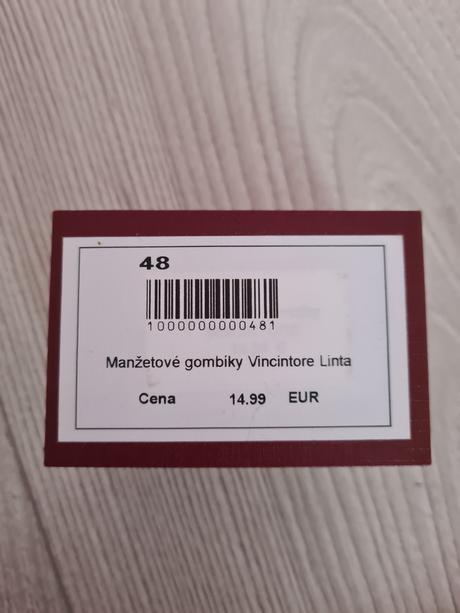 48
1000000000481
Manžetové gombiky Vincintore Linta
Cena 14.99 EUR